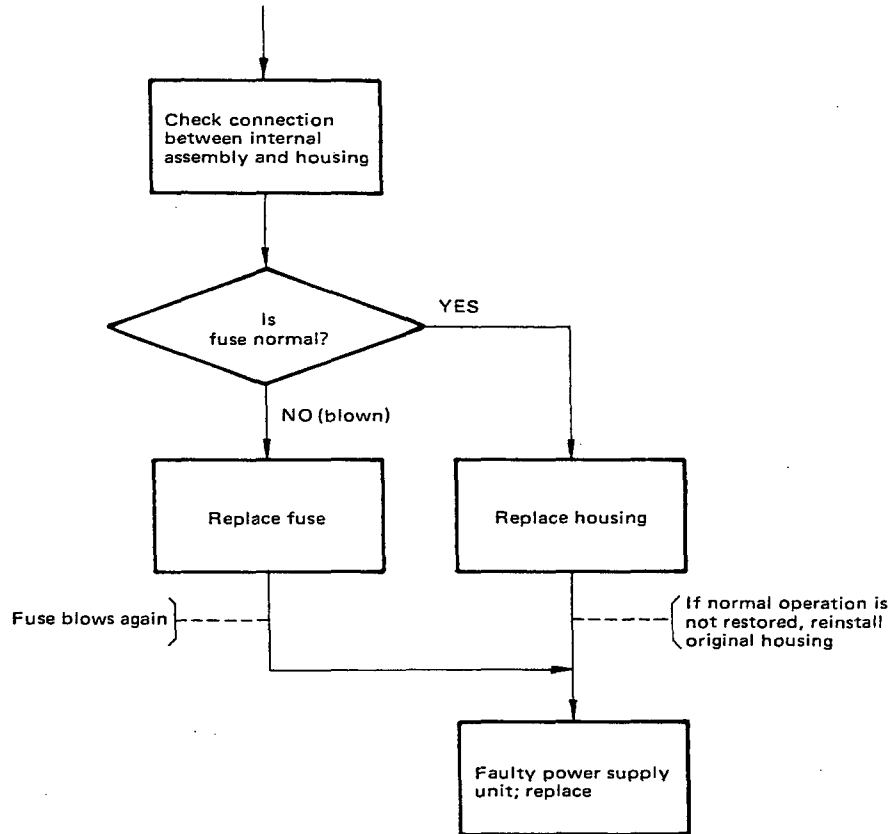 Check connection
between internal
assembly and housing
Is
fuse normal?
YES
NO (blown)
Replace fuse
Replace housing
Fuse blows again
If normal operation is
not restored, reinstall
original housing
Faulty power supply
unit; replace